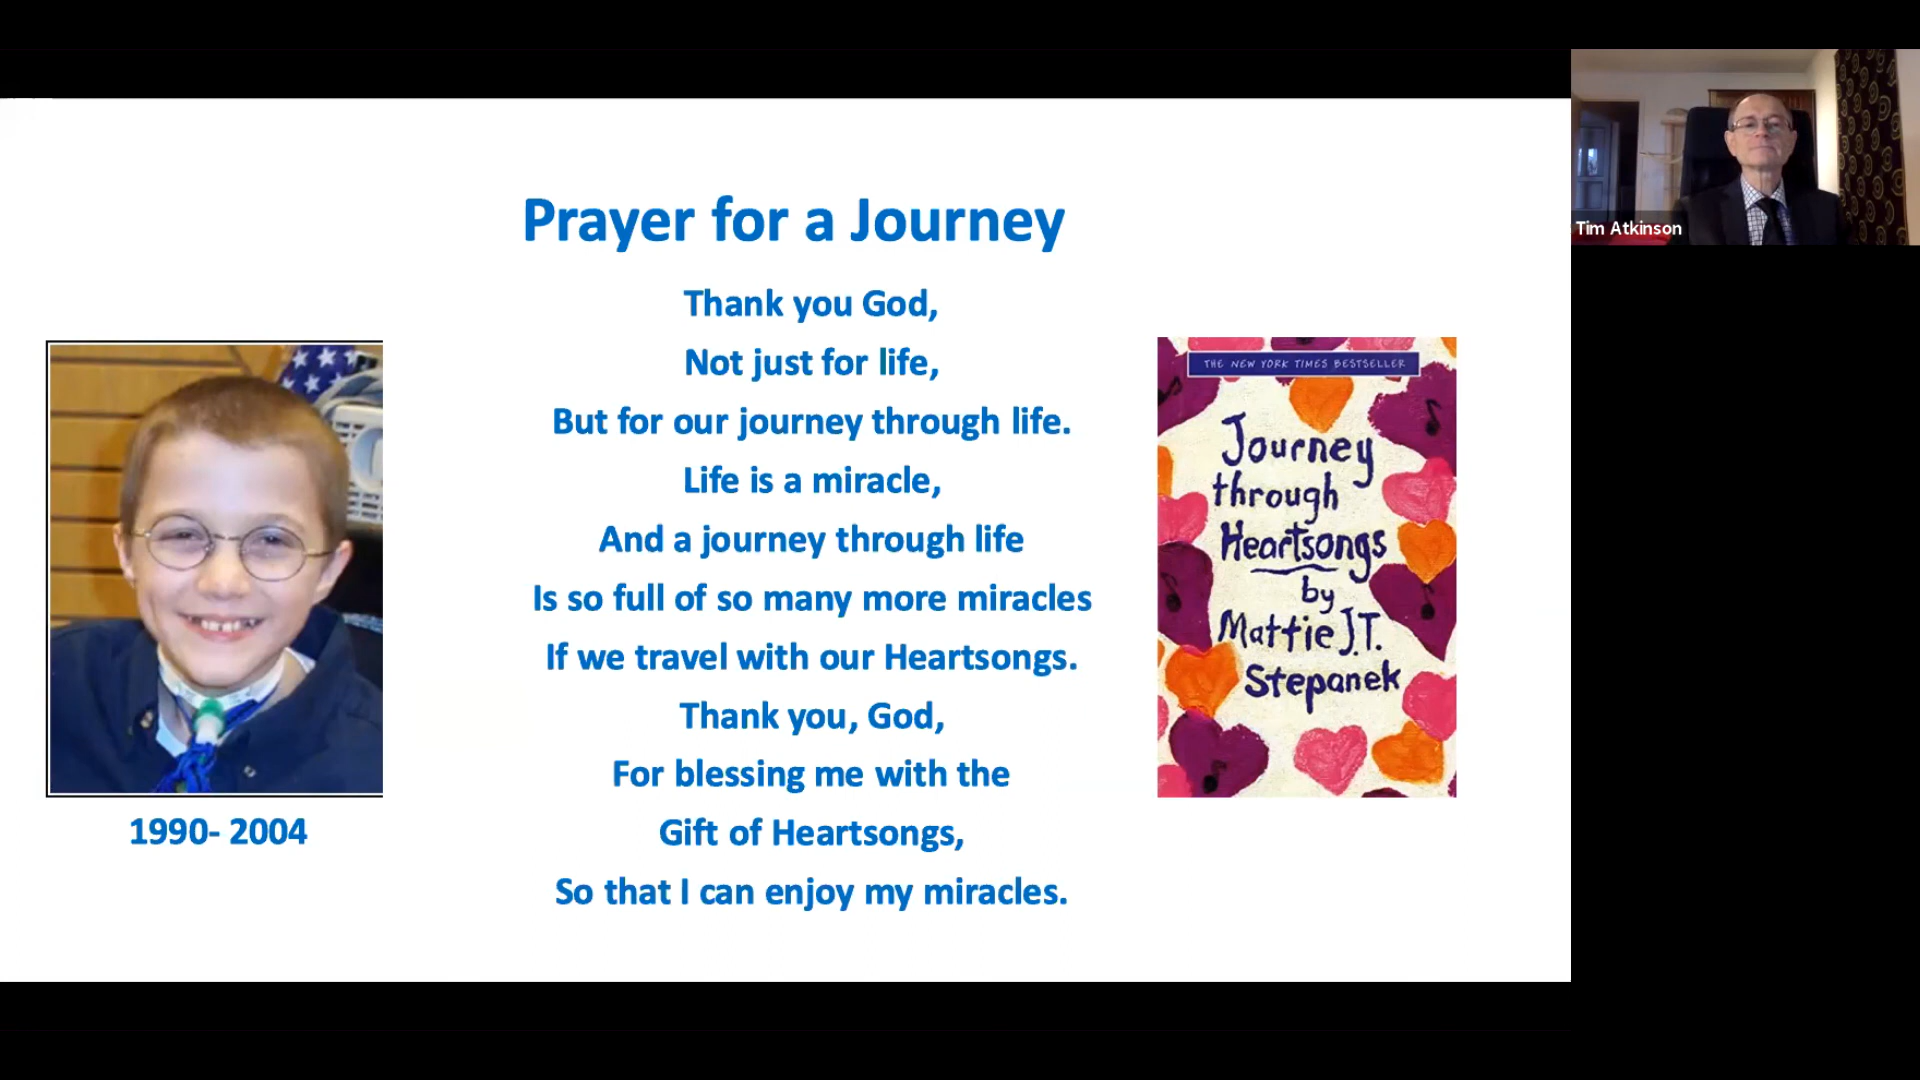 Prayer for a Journey
Thank you God,
Not just for life,
But for our journey through life.
Life is a miracle,
And a journey through life
Is so full of so many more miracles
If we travel with our Heartsongs.
Thank you, God,
For blessing me with the
Gift of Heartsongs,
So that I can enjoy my miracles.
1990- 2004
THE NEW YORK TIMES BESTSELLER
Journey
through
Heartsongs
by
Mattie J.T.
Stepanek
Tim Atkinson